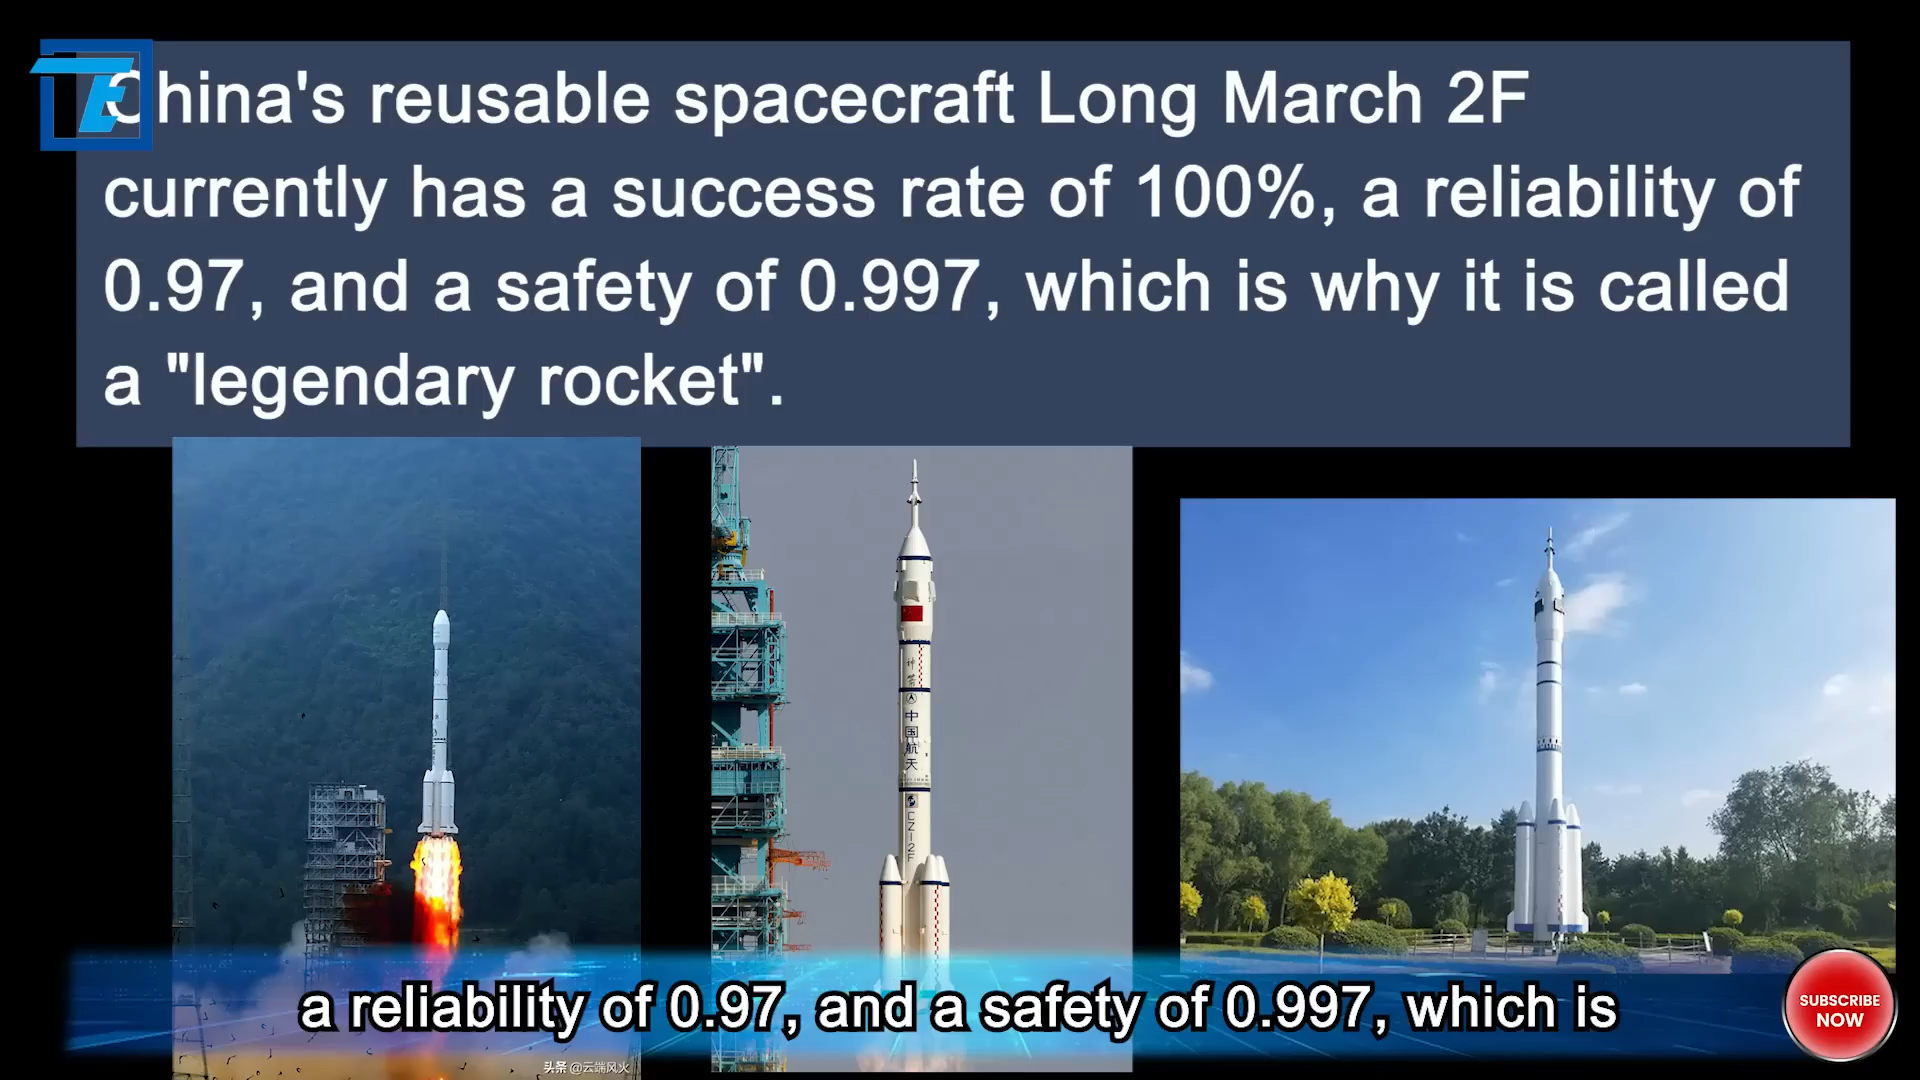 TE
China's reusable spacecraft Long March 2F
currently has a success rate of 100%, a reliability of
0.97, and a safety of 0.997, which is why it is called
a "legendary rocket".
神
中国航天
CZ-2F
a reliability of 0.97, and a safety of 0.997, which is
SUBSCRIBE
NOW
头条 @云端风火